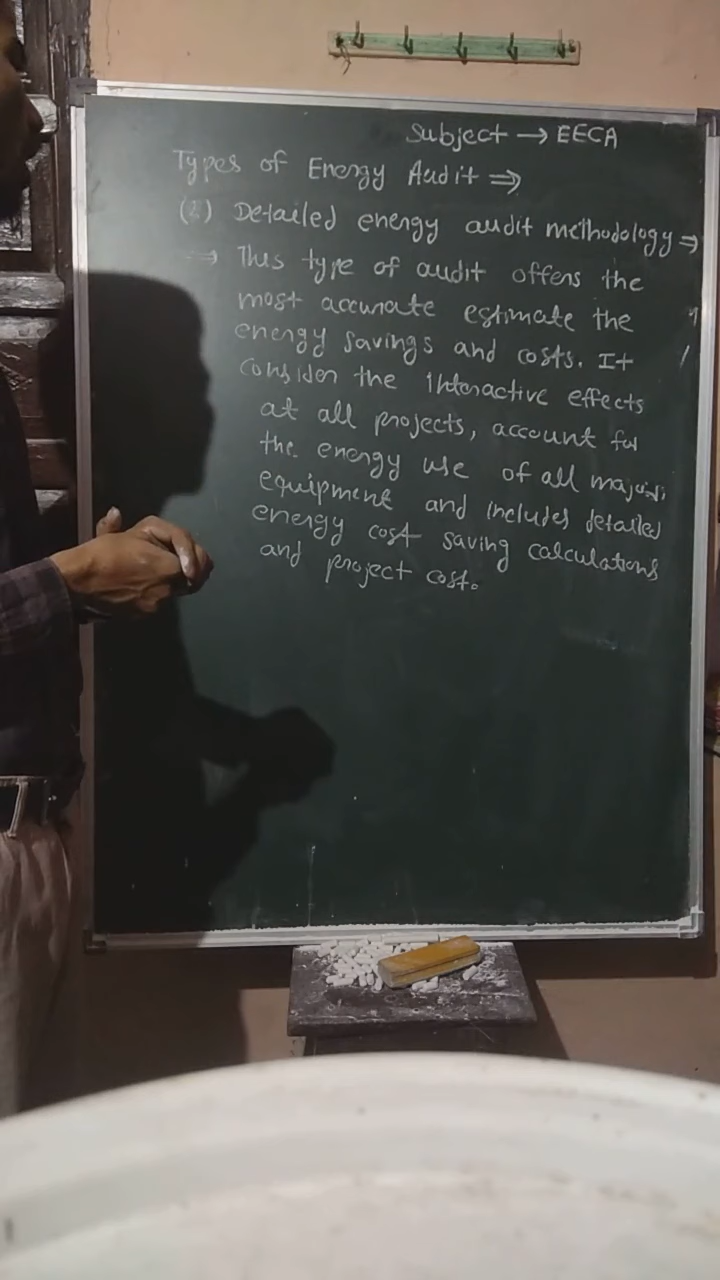 Subject → EECA
Types of Energy Audit ⇒
(2) Detailed energy audit methodology ⇒
→ This type of audit offers the
most accurate estimate the
energy savings and costs. It
consider the interactive effects
at all projects, account for
the energy use of all major
equipment and includes detailed
energy cost saving calculations
and project cost.